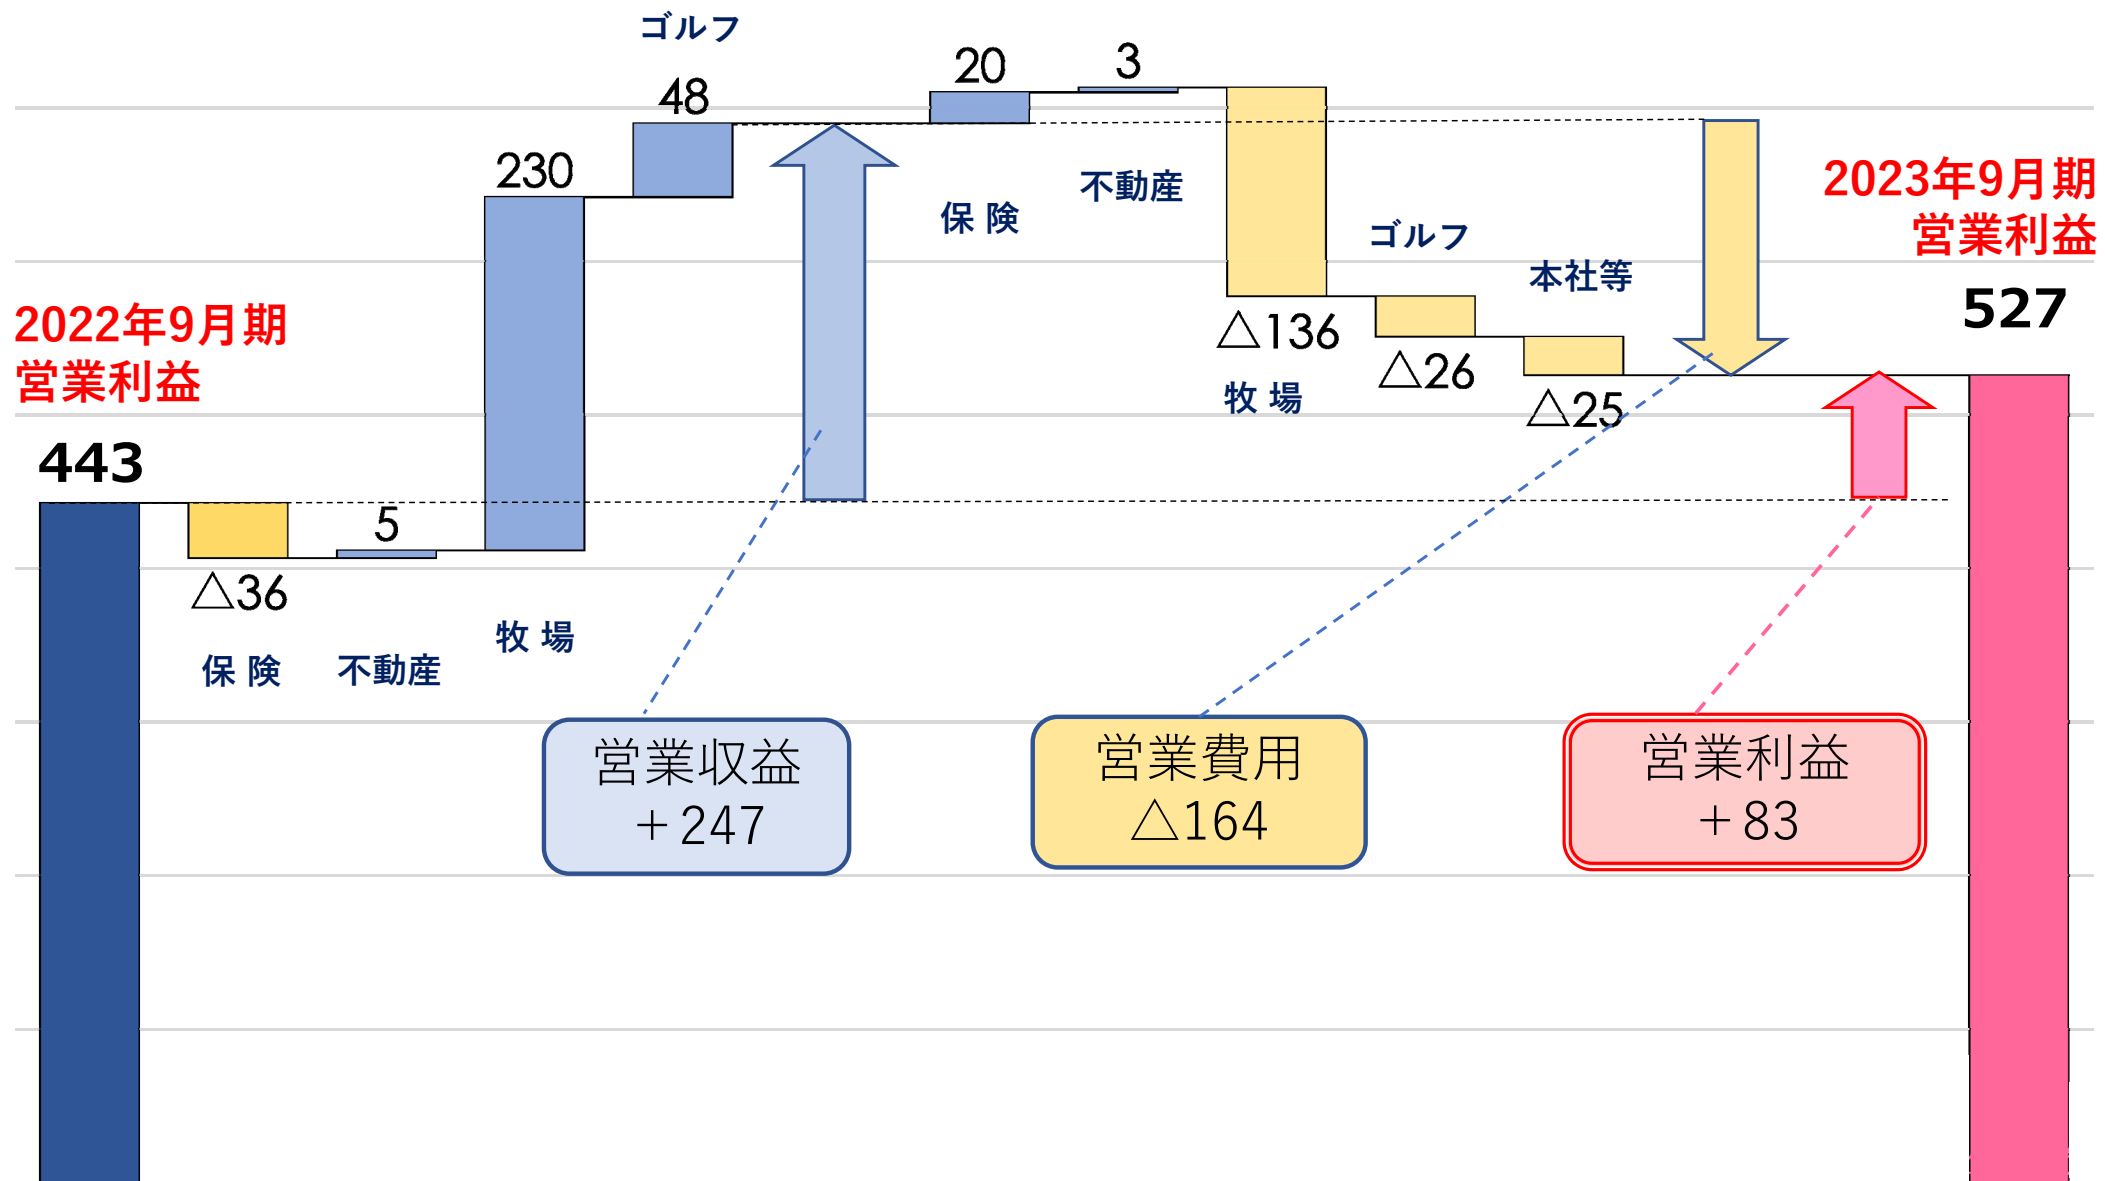 2022年9月期
営業利益
443
△36
保 険
5
不動産
230
牧 場
ゴルフ
48
20
保 険
3
不動産
△136
牧 場
ゴルフ
△26
本社等
△25
2023年9月期
営業利益
527
営業収益
＋247
営業費用
△164
営業利益
＋83